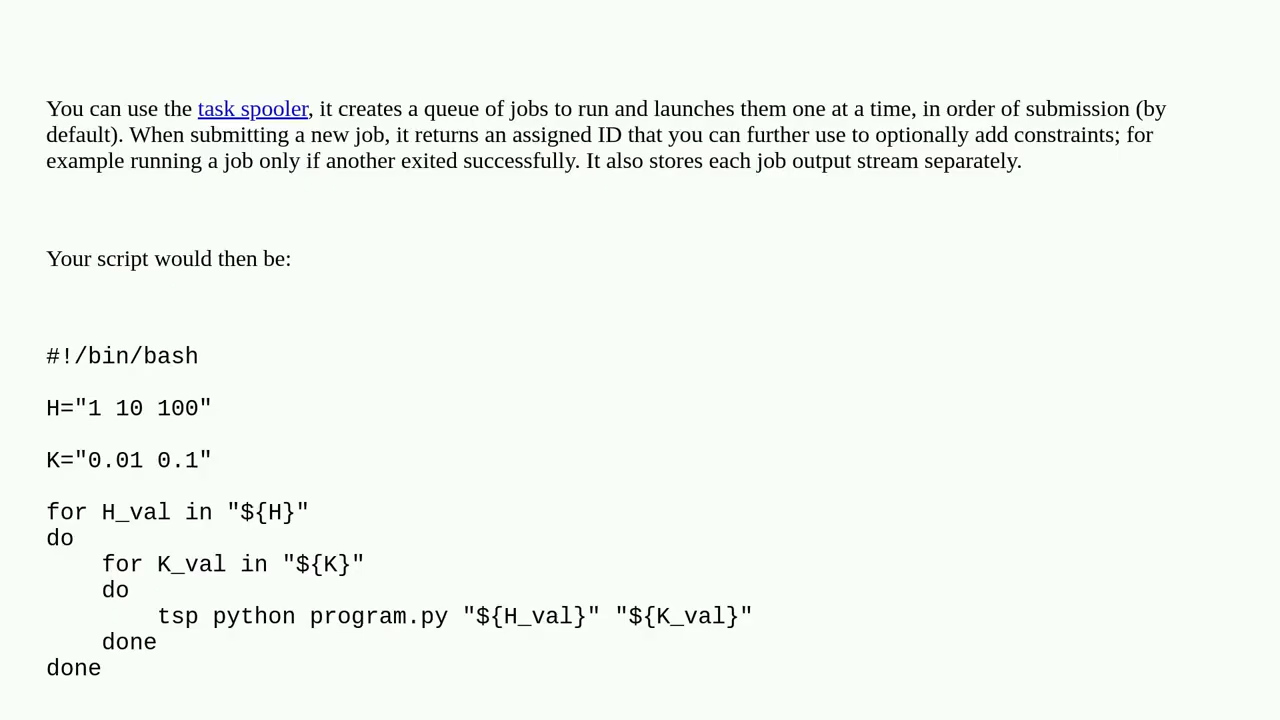 You can use the task spooler, it creates a queue of jobs to run and launches them one at a time, in order of submission (by
default). When submitting a new job, it returns an assigned ID that you can further use to optionally add constraints; for
example running a job only if another exited successfully. It also stores each job output stream separately.
Your script would then be:
#!/bin/bash
H="1 10 100"
K="0.01 0.1"
for H_val in "${H}"
do
    for K_val in "${K}"
    do
        tsp python program.py "${H_val}" "${K_val}"
    done
done